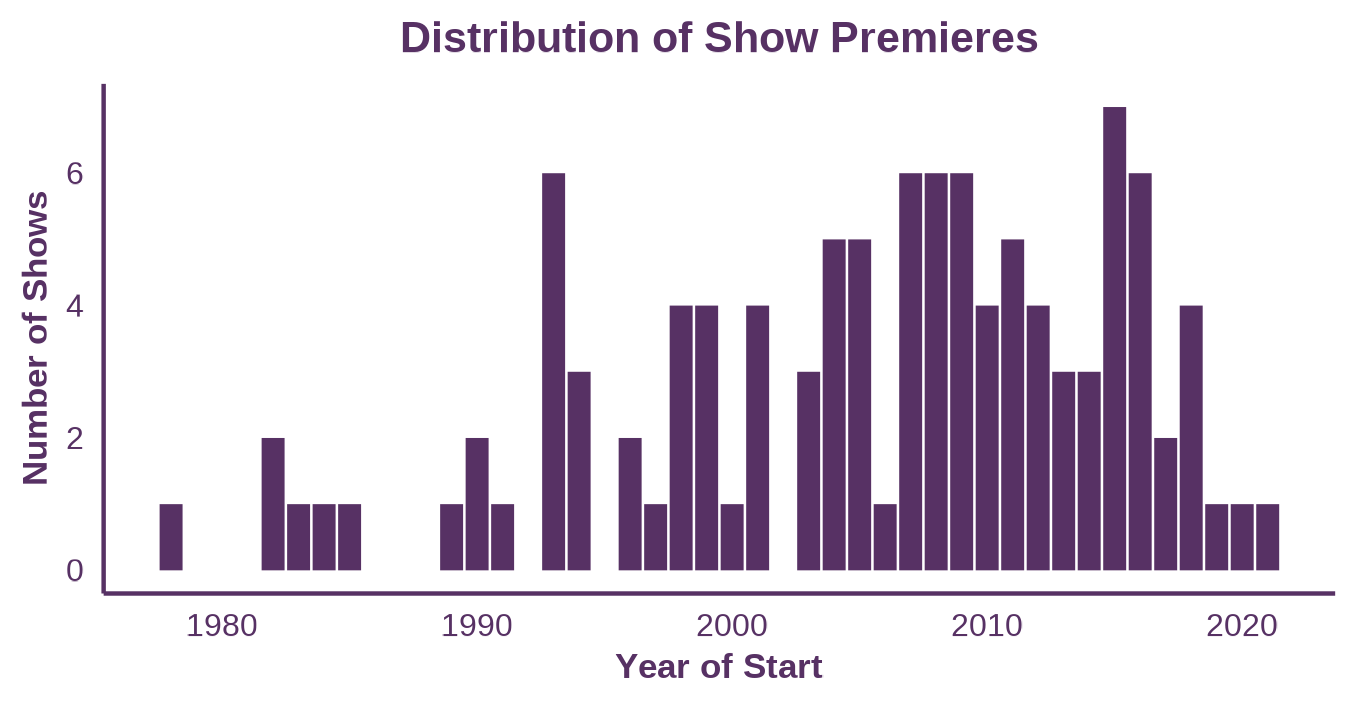 Distribution of Show Premieres
Number of Shows
6
4
2
0
1980 1990 2000 2010 2020
Year of Start